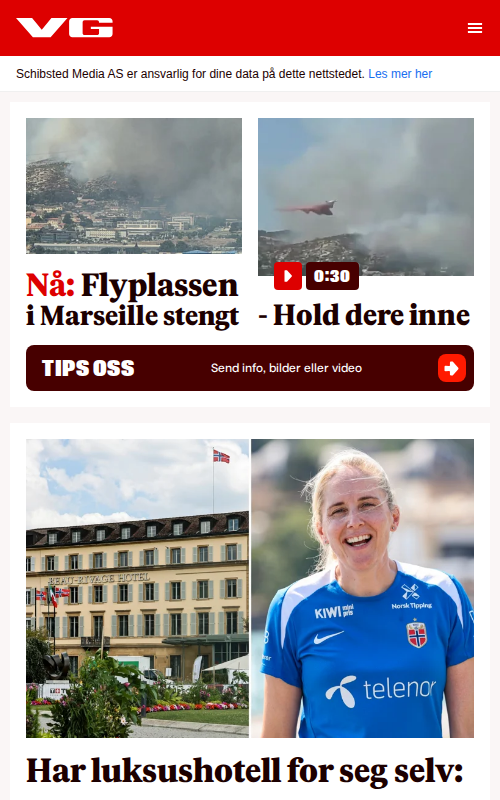 VG
Schibsted Media AS er ansvarlig for dine data på dette nettstedet. Les mer her
0:30
Nå: Flyplassen
i Marseille stengt
- Hold dere inne
TIPS OSS
Send info, bilder eller video
BEAU-RIVAGE HOTEL
KIWI mini pris
Norsk Tipping
telenor
Har luksushotell for seg selv: